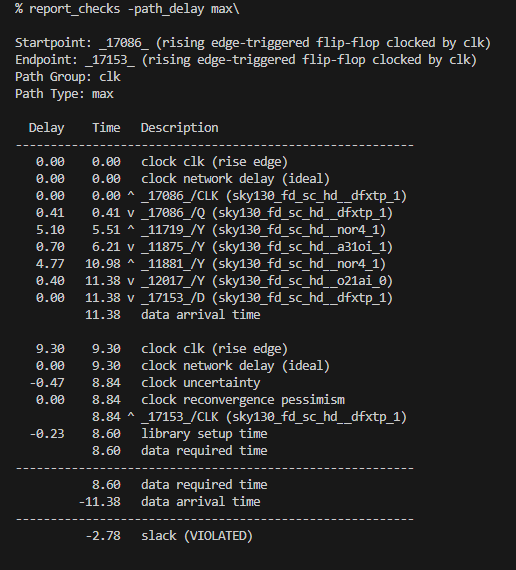 % report_checks -path_delay max\
Startpoint: _17086_ (rising edge-triggered flip-flop clocked by clk)
Endpoint: _17153_ (rising edge-triggered flip-flop clocked by clk)
Path Group: clk
Path Type: max
  Delay    Time   Description
---------------------------------------------------------
   0.00    0.00   clock clk (rise edge)
   0.00    0.00   clock network delay (ideal)
   0.00    0.00 ^ _17086_/CLK (sky130_fd_sc_hd__dfxtp_1)
   0.41    0.41 v _17086_/Q (sky130_fd_sc_hd__dfxtp_1)
   5.10    5.51 ^ _11719_/Y (sky130_fd_sc_hd__nor4_1)
   0.70    6.21 v _11875_/Y (sky130_fd_sc_hd__a31oi_1)
   4.77   10.98 ^ _11881_/Y (sky130_fd_sc_hd__nor4_1)
   0.40   11.38 v _12017_/Y (sky130_fd_sc_hd__o21ai_0)
   0.00   11.38 v _17153_/D (sky130_fd_sc_hd__dfxtp_1)
          11.38   data arrival time
   9.30    9.30   clock clk (rise edge)
   0.00    9.30   clock network delay (ideal)
  -0.47    8.84   clock uncertainty
   0.00    8.84   clock reconvergence pessimism
           8.84 ^ _17153_/CLK (sky130_fd_sc_hd__dfxtp_1)
  -0.23    8.60   library setup time
           8.60   data required time
---------------------------------------------------------
           8.60   data required time
         -11.38   data arrival time
---------------------------------------------------------
          -2.78   slack (VIOLATED)